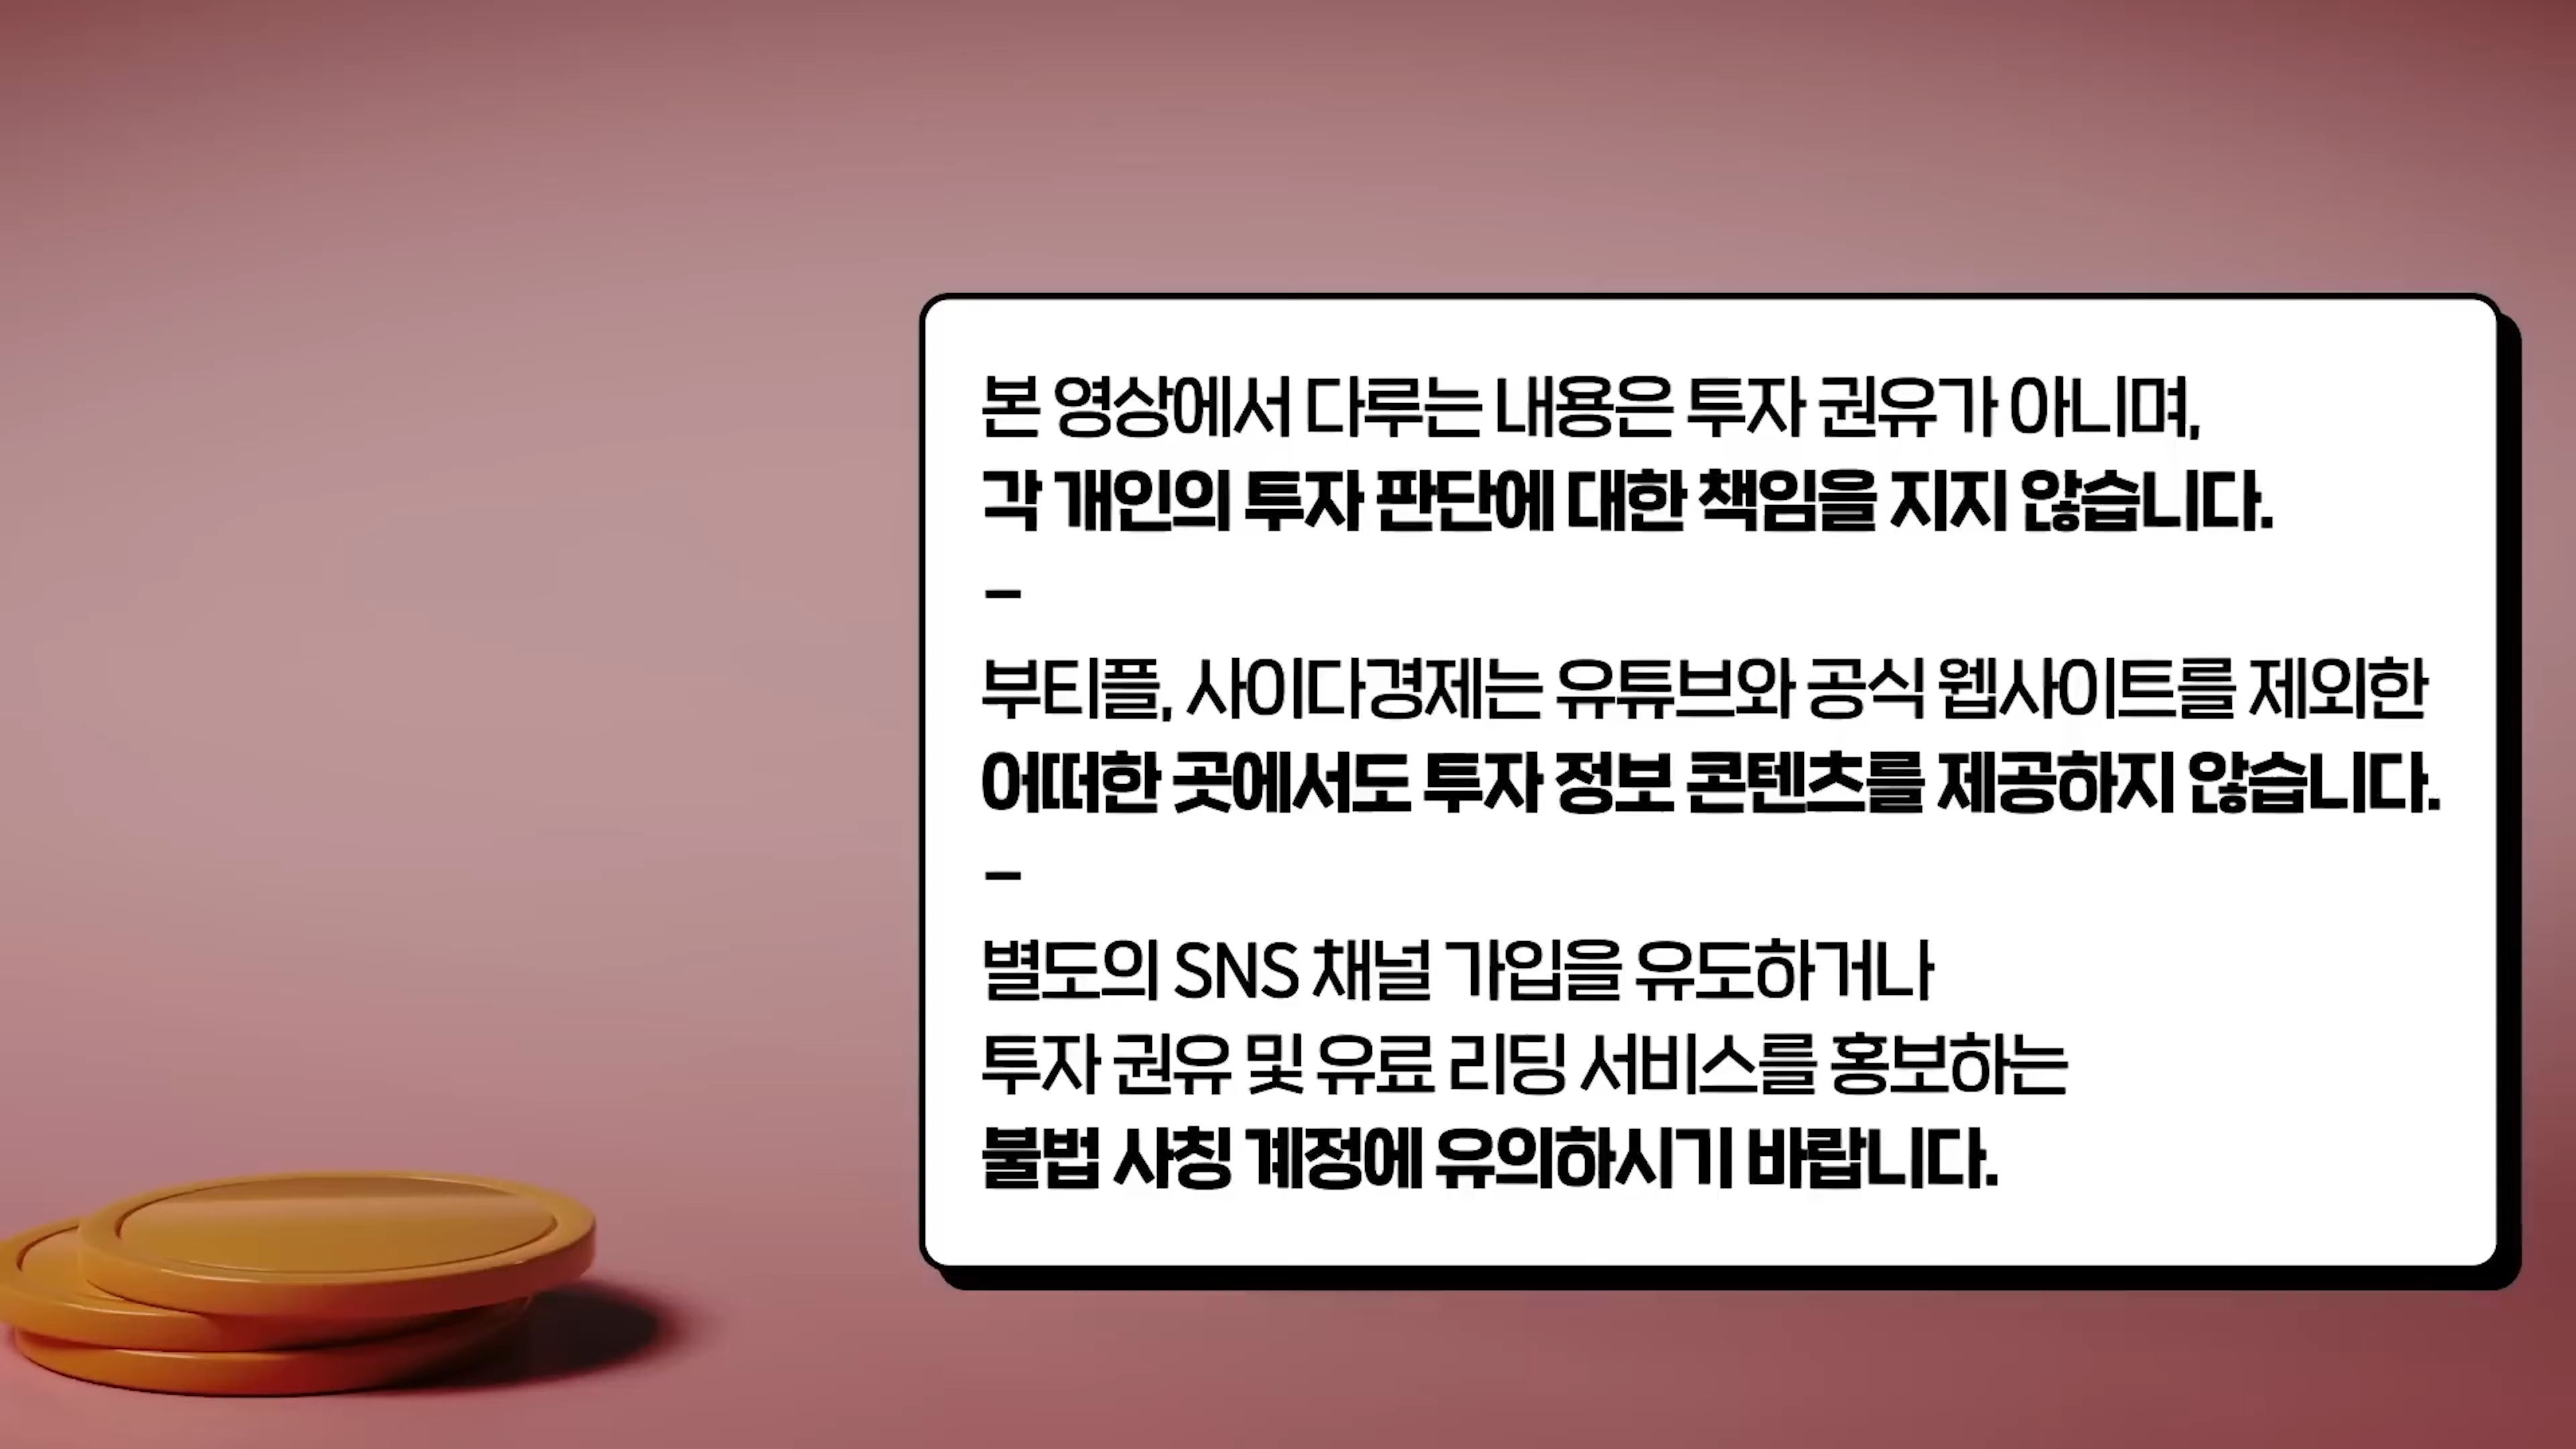 본 영상에서 다루는 내용은 투자 권유가 아니며,
각 개인의 투자 판단에 대한 책임을 지지 않습니다.
–
부티플, 사이다경제는 유튜브와 공식 웹사이트를 제외한
어떠한 곳에서도 투자 정보 콘텐츠를 제공하지 않습니다.
–
별도의 SNS 채널 가입을 유도하거나
투자 권유 및 유료 리딩 서비스를 홍보하는
불법 사칭 계정에 유의하시기 바랍니다.